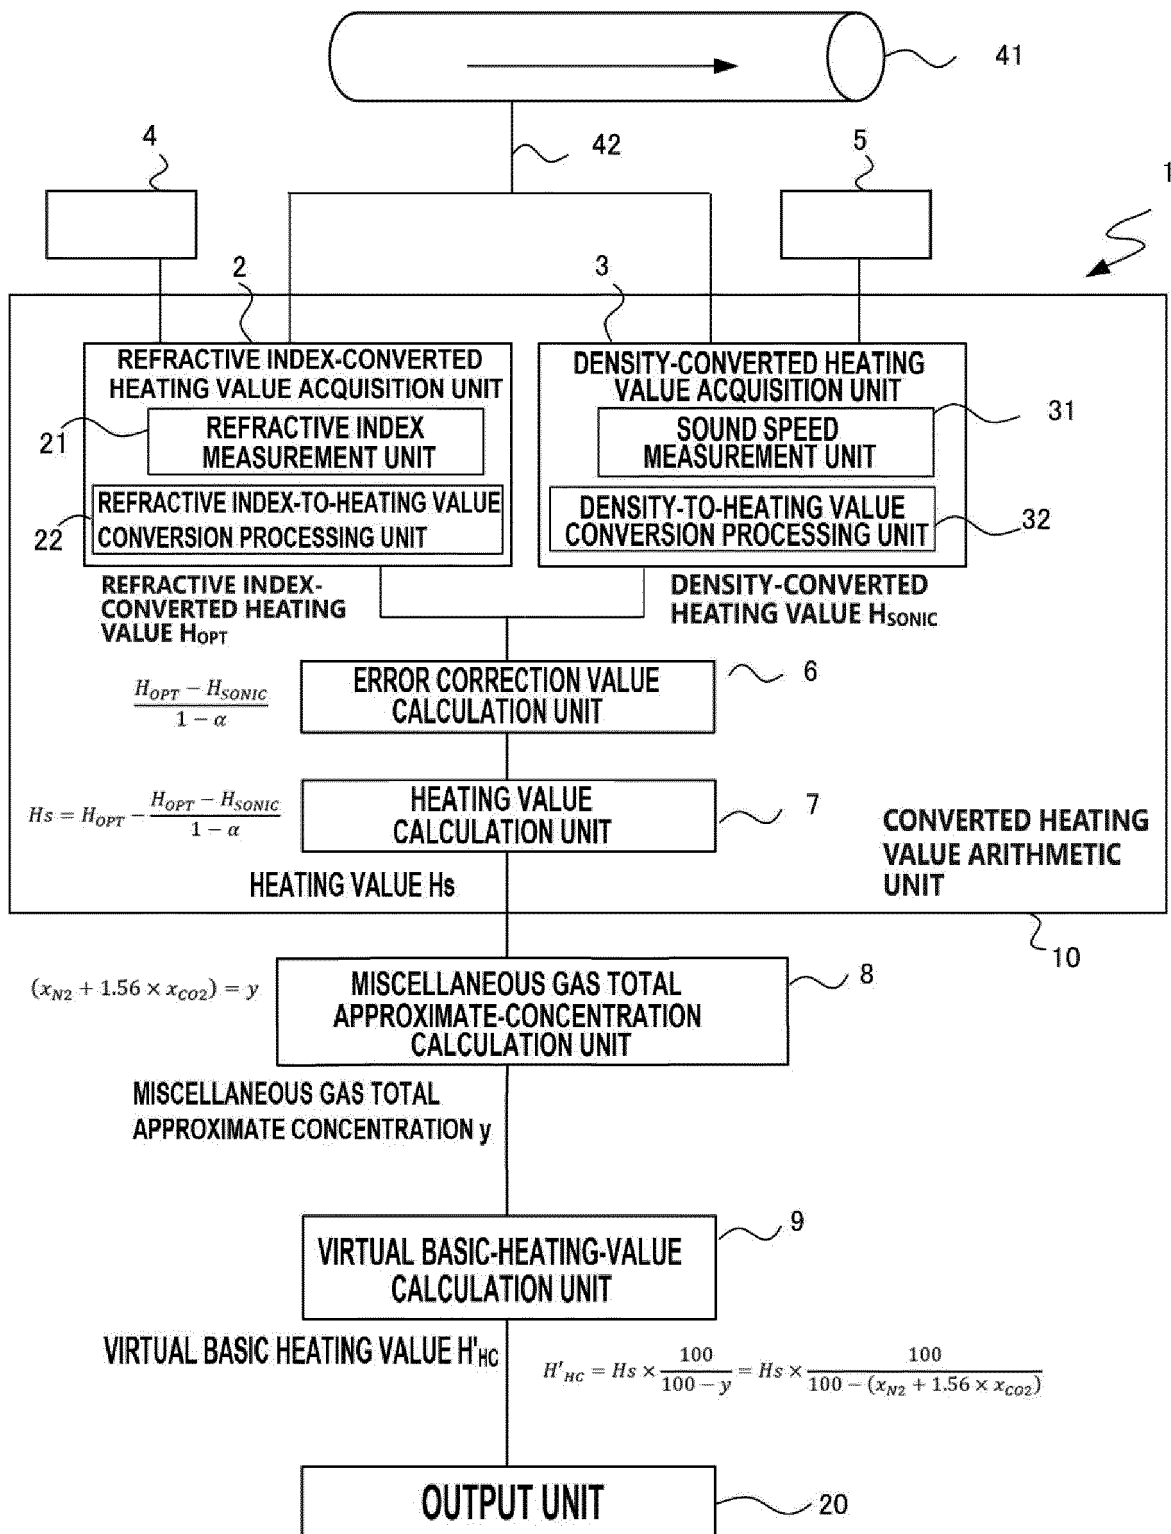 41
42
4
5
1
2
3
REFRACTIVE INDEX-CONVERTED
HEATING VALUE ACQUISITION UNIT
DENSITY-CONVERTED HEATING
VALUE ACQUISITION UNIT
21
REFRACTIVE INDEX
MEASUREMENT UNIT
SOUND SPEED
MEASUREMENT UNIT
31
22
REFRACTIVE INDEX-TO-HEATING VALUE
CONVERSION PROCESSING UNIT
DENSITY-TO-HEATING VALUE
CONVERSION PROCESSING UNIT
32
REFRACTIVE INDEX-
CONVERTED HEATING
VALUE H_OPT
DENSITY-CONVERTED
HEATING VALUE H_SONIC
(H_OPT − H_SONIC)/(1 − α)
ERROR CORRECTION VALUE
CALCULATION UNIT
6
Hs = H_OPT − (H_OPT − H_SONIC)/(1 − α)
HEATING VALUE
CALCULATION UNIT
7
CONVERTED HEATING
VALUE ARITHMETIC
UNIT
HEATING VALUE Hs
10
(x_N2 + 1.56 × x_CO2) = y
MISCELLANEOUS GAS TOTAL
APPROXIMATE-CONCENTRATION
CALCULATION UNIT
8
MISCELLANEOUS GAS TOTAL
APPROXIMATE CONCENTRATION y
VIRTUAL BASIC-HEATING-VALUE
CALCULATION UNIT
9
VIRTUAL BASIC HEATING VALUE H'_HC
H'_HC = Hs × 100/(100 − y) = Hs × 100/(100 − (x_N2 + 1.56 × x_CO2))
OUTPUT UNIT
20